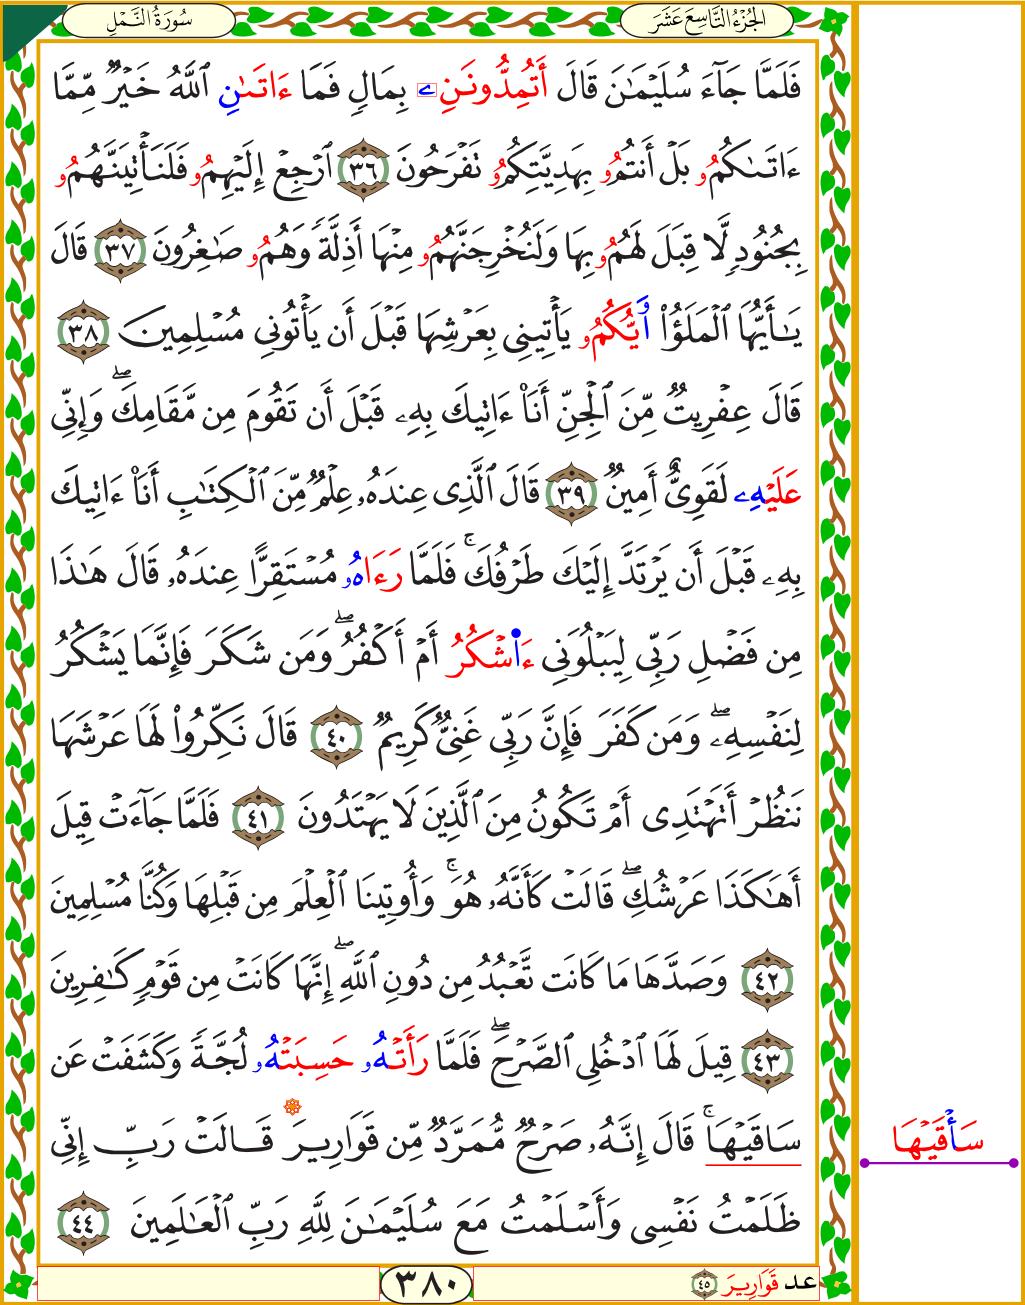 الجُزْءُ التَّاسِعَ عَشَرَ
سُورَةُ النَّمْلِ
فَلَمَّا جَآءَ سُلَيْمَٰنَ قَالَ أَتُمِدُّونَنِۦ بِمَالٍ فَمَآ ءَاتَىٰنِ ٱللَّهُ خَيْرٌ مِّمَّا
ءَاتَىٰكُمُۥ بَلْ أَنتُمُۥ بِهَدِيَّتِكُمُۥ تَفْرَحُونَ ٣٦ ٱرْجِعْ إِلَيْهِمُۥ فَلَنَأْتِيَنَّهُمُۥ
بِجُنُودٍ لَّا قِبَلَ لَهُمُۥ بِهَا وَلَنُخْرِجَنَّهُمُۥ مِنْهَآ أَذِلَّةً وَهُمُۥ صَٰغِرُونَ ٣٧ قَالَ
يَٰٓأَيُّهَا ٱلْمَلَؤُا۟ أَيُّكُمُۥ يَأْتِينِى بِعَرْشِهَا قَبْلَ أَن يَأْتُونِى مُسْلِمِينَ ٣٨
قَالَ عِفْرِيتٌ مِّنَ ٱلْجِنِّ أَنَا۠ ءَاتِيكَ بِهِۦ قَبْلَ أَن تَقُومَ مِن مَّقَامِكَ ۖ وَإِنِّى
عَلَيْهِۦ لَقَوِىٌّ أَمِينٌ ٣٩ قَالَ ٱلَّذِى عِندَهُۥ عِلْمٌ مِّنَ ٱلْكِتَٰبِ أَنَا۠ ءَاتِيكَ
بِهِۦ قَبْلَ أَن يَرْتَدَّ إِلَيْكَ طَرْفُكَ ۚ فَلَمَّا رَءَاهُۥ مُسْتَقِرًّا عِندَهُۥ قَالَ هَٰذَا
مِن فَضْلِ رَبِّى لِيَبْلُوَنِى ءَا۬شْكُرُ أَمْ أَكْفُرُ ۖ وَمَن شَكَرَ فَإِنَّمَا يَشْكُرُ
لِنَفْسِهِۦ ۖ وَمَن كَفَرَ فَإِنَّ رَبِّى غَنِىٌّ كَرِيمٌ ٤٠ قَالَ نَكِّرُوا۟ لَهَا عَرْشَهَا
نَنظُرْ أَتَهْتَدِى أَمْ تَكُونُ مِنَ ٱلَّذِينَ لَا يَهْتَدُونَ ٤١ فَلَمَّا جَآءَتْ قِيلَ
أَهَٰكَذَا عَرْشُكِ ۖ قَالَتْ كَأَنَّهُۥ هُوَ ۚ وَأُوتِينَا ٱلْعِلْمَ مِن قَبْلِهَا وَكُنَّا مُسْلِمِينَ
٤٢ وَصَدَّهَا مَا كَانَت تَّعْبُدُ مِن دُونِ ٱللَّهِ ۖ إِنَّهَا كَانَتْ مِن قَوْمٍ كَٰفِرِينَ
٤٣ قِيلَ لَهَا ٱدْخُلِى ٱلصَّرْحَ ۖ فَلَمَّا رَأَتْهُۥ حَسِبَتْهُۥ لُجَّةً وَكَشَفَتْ عَن
سَاقَيْهَا ۚ قَالَ إِنَّهُۥ صَرْحٌ مُّمَرَّدٌ مِّن قَوَارِيرَ قَالَتْ رَبِّ إِنِّى
سَأْقَيْهَا
ظَلَمْتُ نَفْسِى وَأَسْلَمْتُ مَعَ سُلَيْمَٰنَ لِلَّهِ رَبِّ ٱلْعَٰلَمِينَ ٤٤
عد قَوَارِيرَ ٤٥
٣٨٠